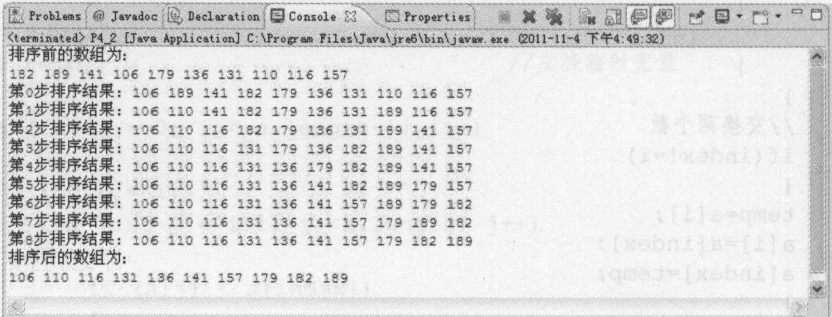 Problems @ Javadoc Declaration Console Properties
<terminated> P4_2 [Java Application] C:\Program Files\Java\jre6\bin\javaw.exe (2011-11-4 下午4:49:32)
排序前的数组为:
182 189 141 106 179 136 131 110 116 157
第0步排序结果: 106 189 141 182 179 136 131 110 116 157
第1步排序结果: 106 110 141 182 179 136 131 189 116 157
第2步排序结果: 106 110 116 182 179 136 131 189 141 157
第3步排序结果: 106 110 116 131 179 136 182 189 141 157
第4步排序结果: 106 110 116 131 136 179 182 189 141 157
第5步排序结果: 106 110 116 131 136 141 182 189 179 157
第6步排序结果: 106 110 116 131 136 141 157 189 179 182
第7步排序结果: 106 110 116 131 136 141 157 179 189 182
第8步排序结果: 106 110 116 131 136 141 157 179 182 189
排序后的数组为:
106 110 116 131 136 141 157 179 182 189